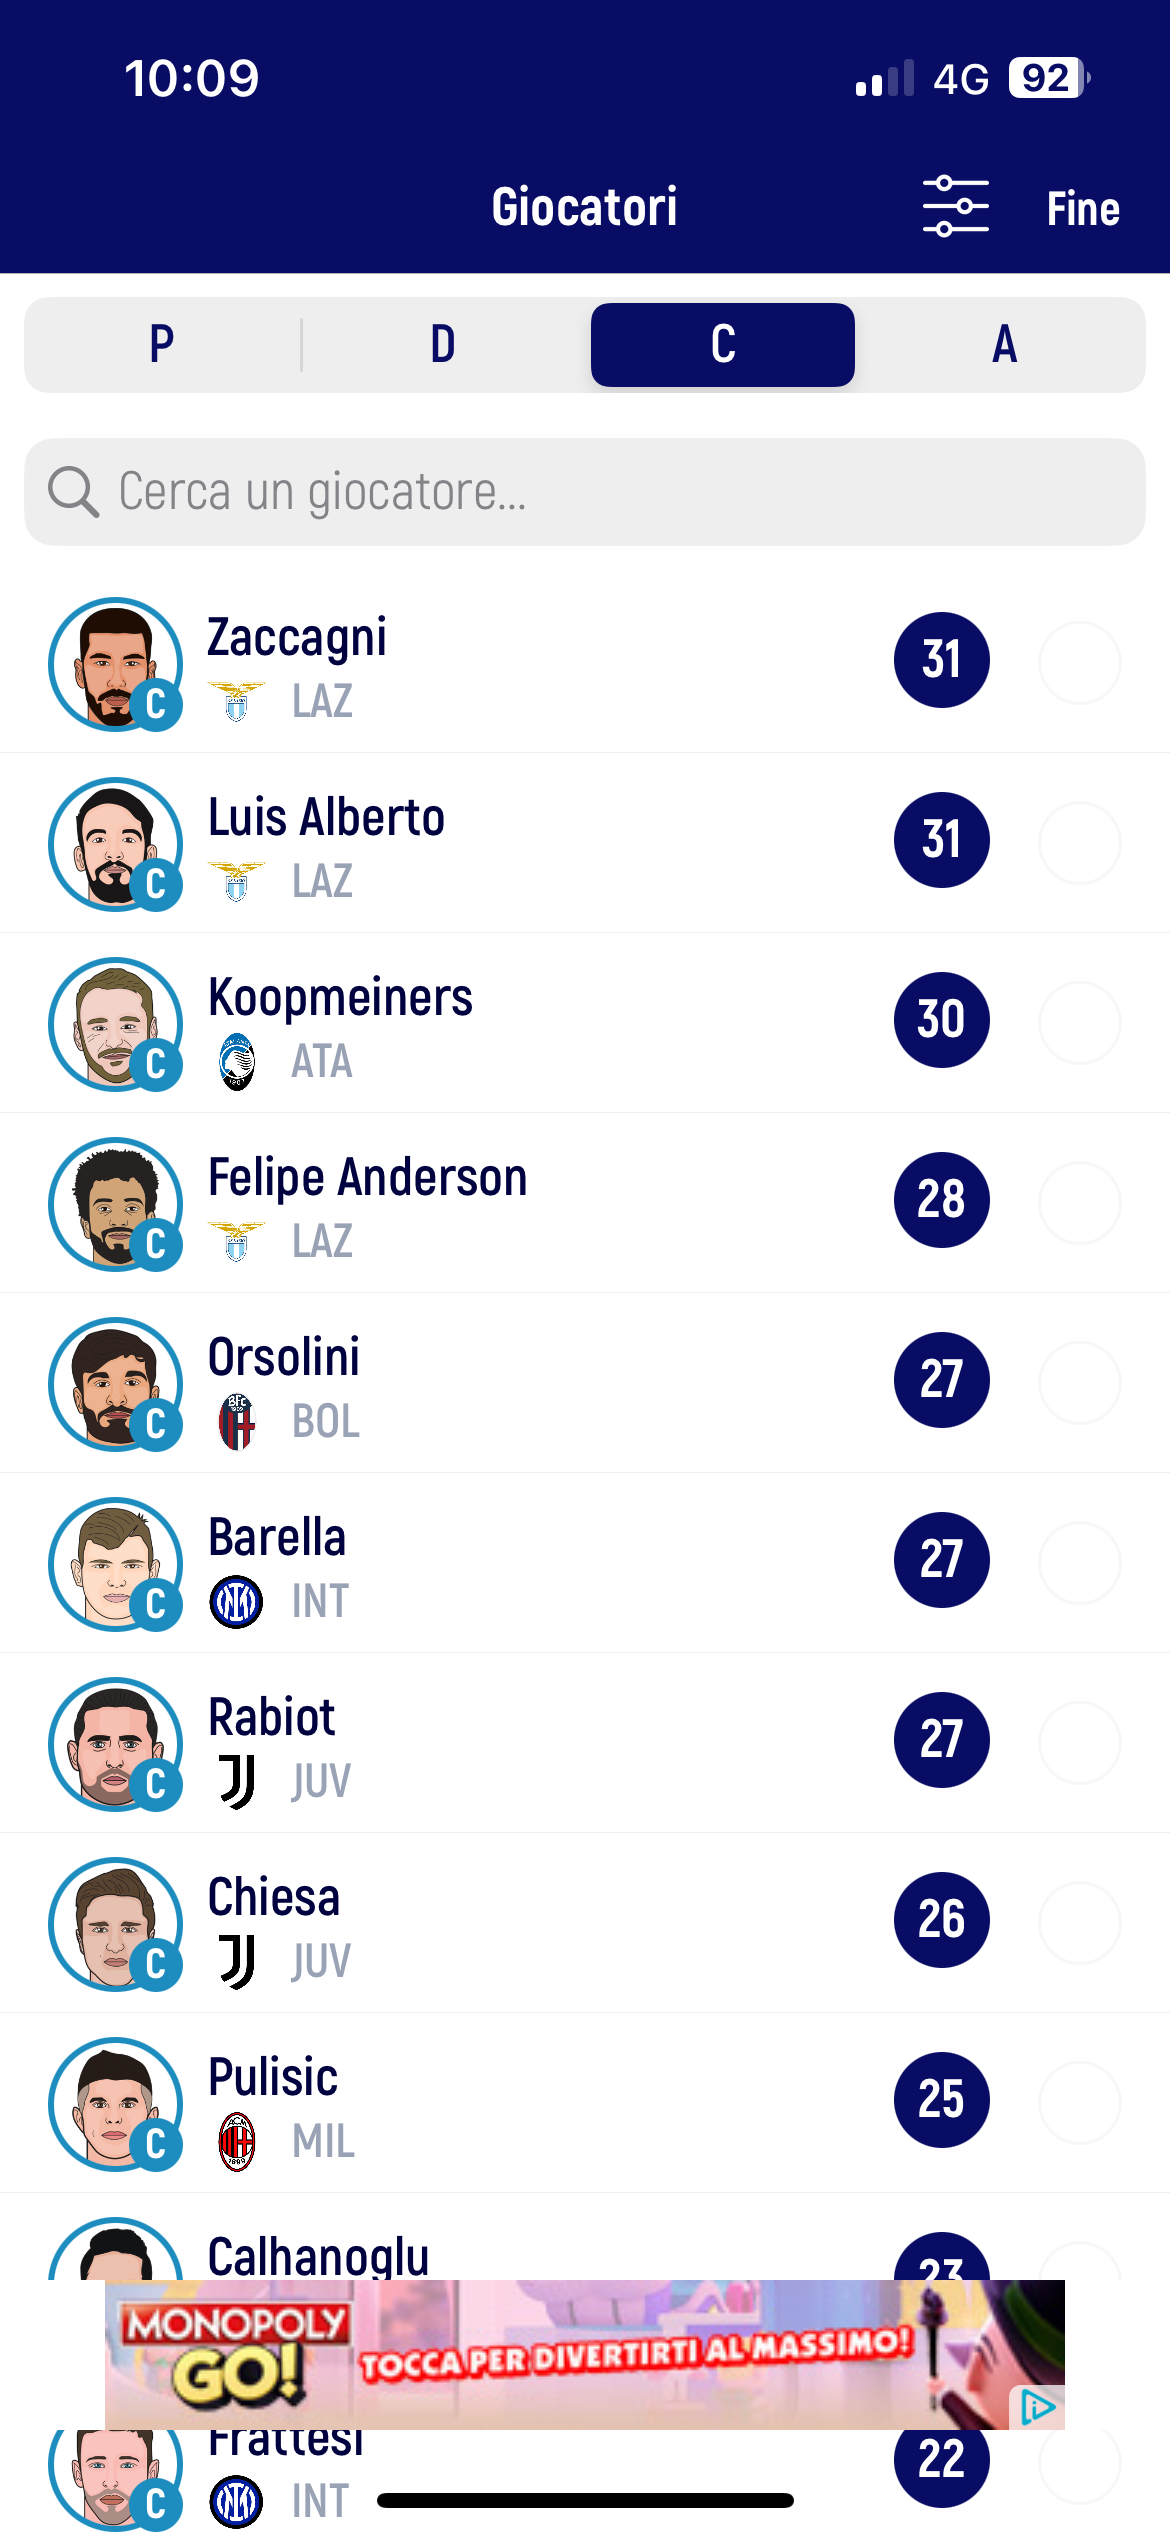 10:09
4G 92
Giocatori
Fine
P D C A
Cerca un giocatore...
Zaccagni
C LAZ
31
Luis Alberto
C LAZ
31
Koopmeiners
C ATA
30
Felipe Anderson
C LAZ
28
Orsolini
C BOL
27
Barella
C INT
27
Rabiot
C JUV
27
Chiesa
C JUV
26
Pulisic
C MIL
25
Calhanoglu
23
MONOPOLY
GO!
TOCCA PER DIVERTIRTI AL MASSIMO!
Frattesi
C INT
22